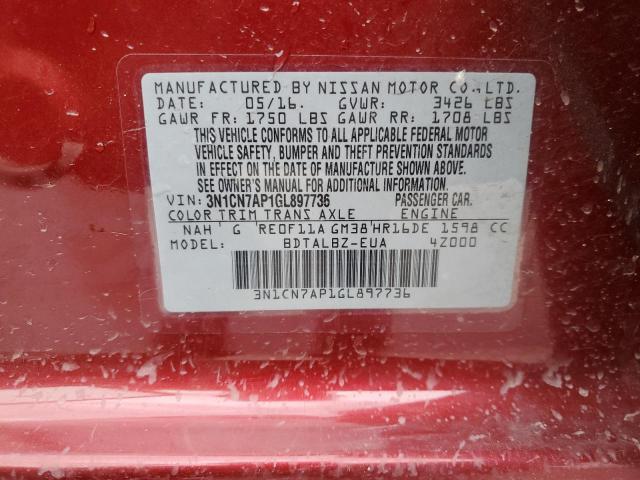 MANUFACTURED BY NISSAN MOTOR CO.,LTD.
DATE: 05/16. GVWR: 3426 LBS
GAWR FR: 1750 LBS GAWR RR: 1708 LBS
THIS VEHICLE CONFORMS TO ALL APPLICABLE FEDERAL MOTOR
VEHICLE SAFETY, BUMPER AND THEFT PREVENTION STANDARDS
IN EFFECT ON THE DATE OF MANUFACTURE SHOWN ABOVE.
SEE OWNER'S MANUAL FOR ADDITIONAL INFORMATION.
VIN: 3N1CN7AP1GL897736 PASSENGER CAR.
COLOR TRIM TRANS AXLE ENGINE
NAH G RE0F11A GM38 HR16DE 1598 CC
MODEL: BDTALBZ-EUA 4Z000
3N1CN7AP1GL897736